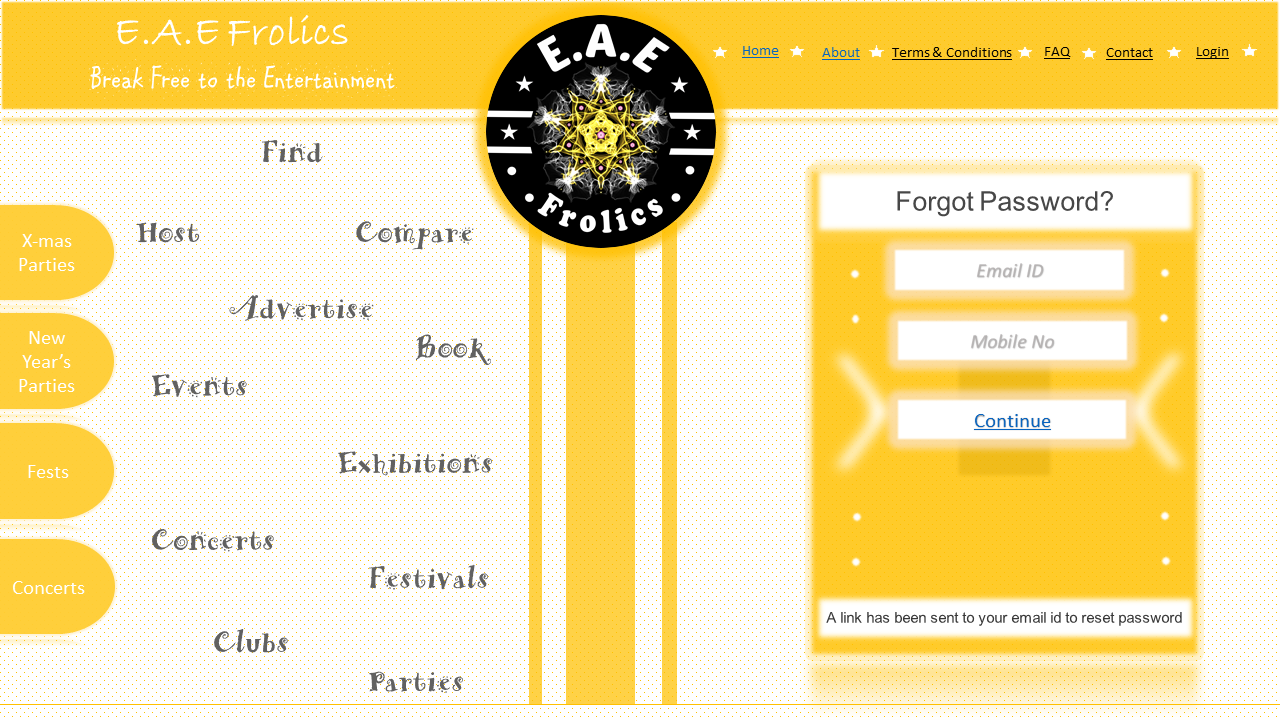 E.A.E Frolics
Break Free to the Entertainment
E.A.E
Frolics
Home
About
Terms & Conditions
FAQ
Contact
Login
Find
Host
Compare
Advertise
Book
Events
Exhibitions
Concerts
Festivals
Clubs
Parties
X-mas
Parties
New
Year’s
Parties
Fests
Concerts
Forgot Password?
Email ID
Mobile No
Continue
A link has been sent to your email id to reset password